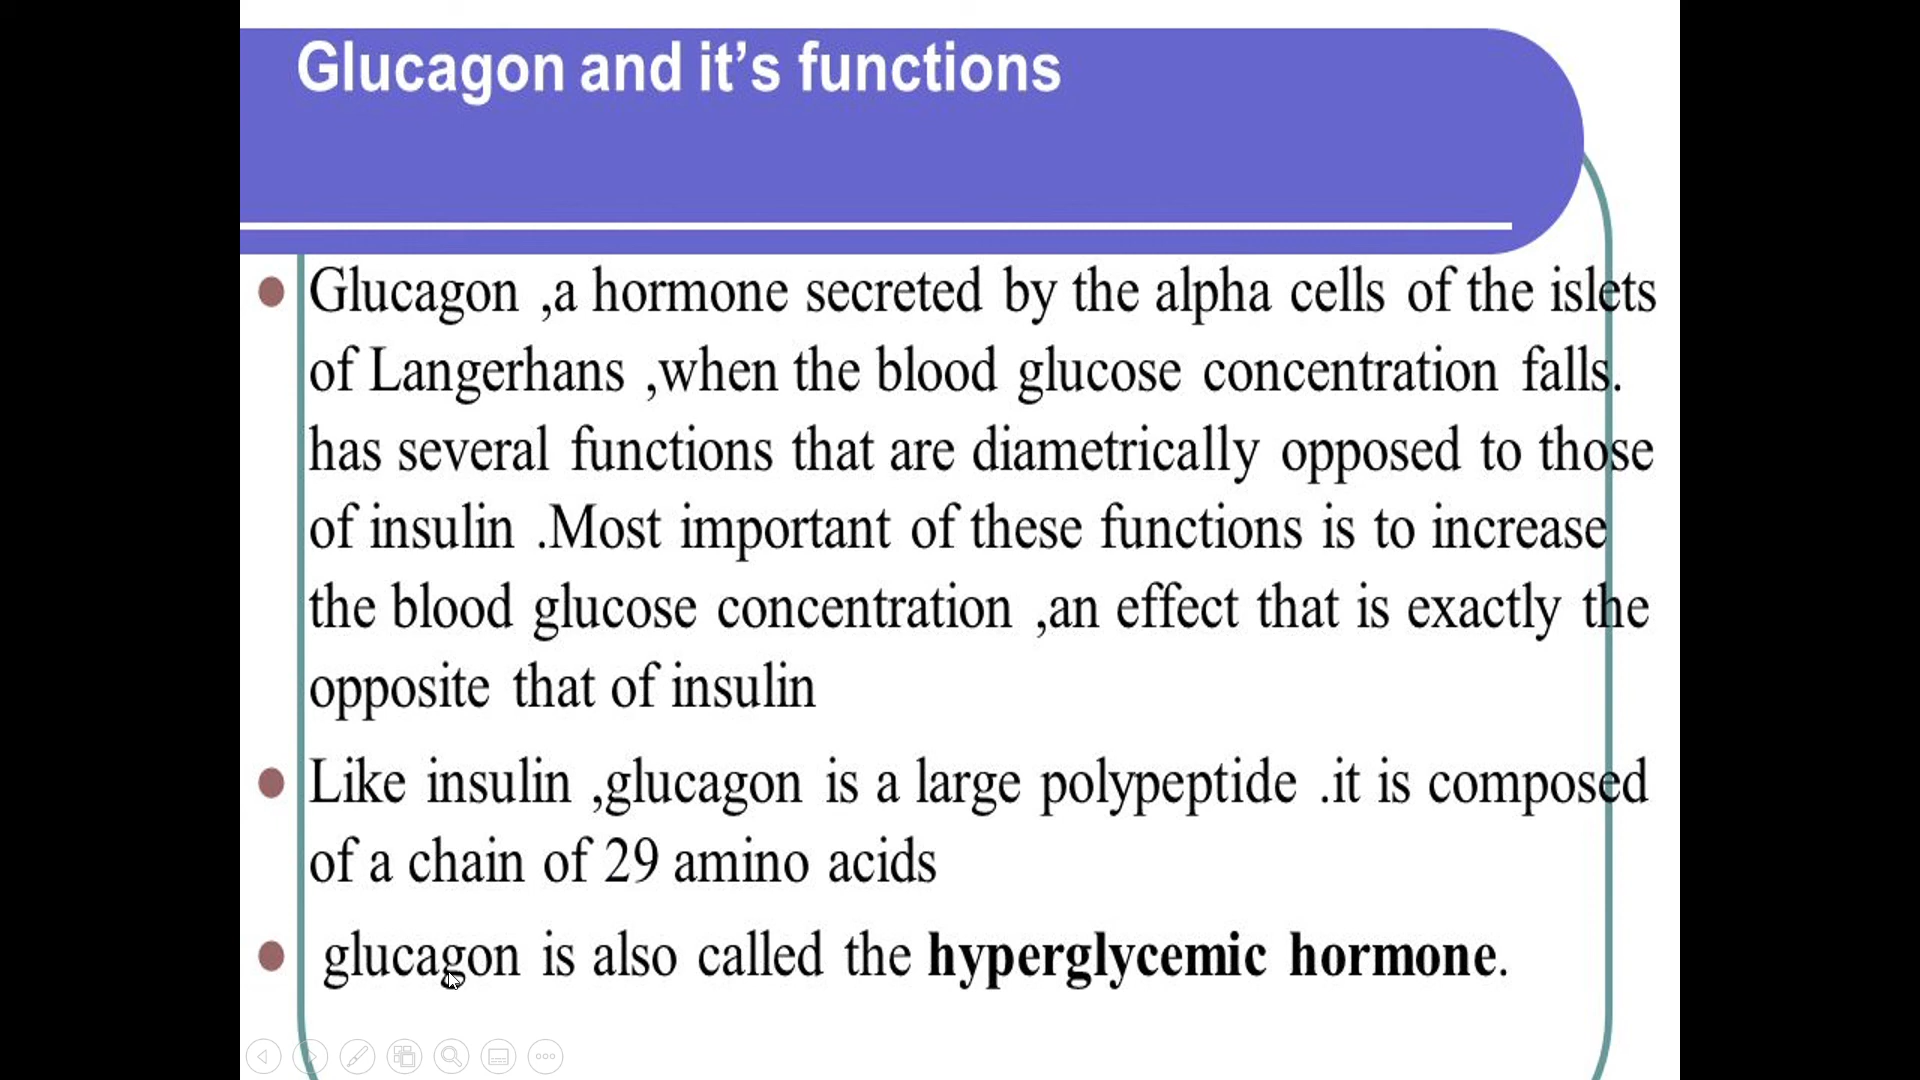 Glucagon and it’s functions
Glucagon ,a hormone secreted by the alpha cells of the islets
of Langerhans ,when the blood glucose concentration falls.
has several functions that are diametrically opposed to those
of insulin .Most important of these functions is to increase
the blood glucose concentration ,an effect that is exactly the
opposite that of insulin
Like insulin ,glucagon is a large polypeptide .it is composed
of a chain of 29 amino acids
glucagon is also called the hyperglycemic hormone.